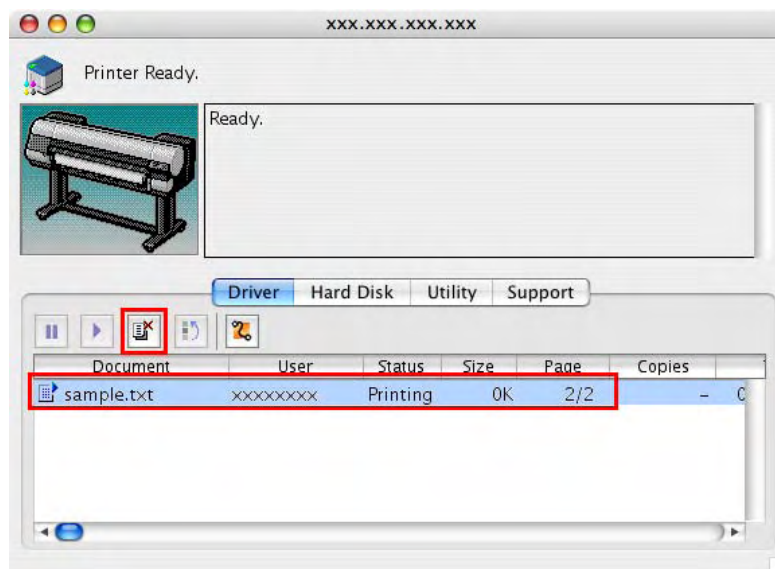 xxx.xxx.xxx.xxx
Printer Ready.
Ready.
Driver Hard Disk Utility Support
Document User Status Size Page Copies
sample.txt xxxxxxxx Printing 0K 2/2 –